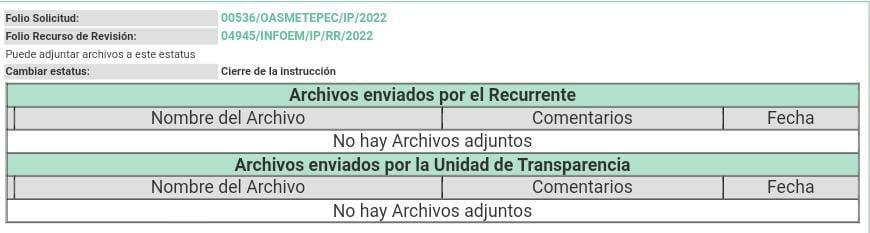 Folio Solicitud: 00536/OASMETEPEC/IP/2022
Folio Recurso de Revisión: 04945/INFOEM/IP/RR/2022
Puede adjuntar archivos a este estatus
Cambiar estatus: Cierre de la instrucción
Archivos enviados por el Recurrente
Nombre del Archivo Comentarios Fecha
No hay Archivos adjuntos
Archivos enviados por la Unidad de Transparencia
Nombre del Archivo Comentarios Fecha
No hay Archivos adjuntos